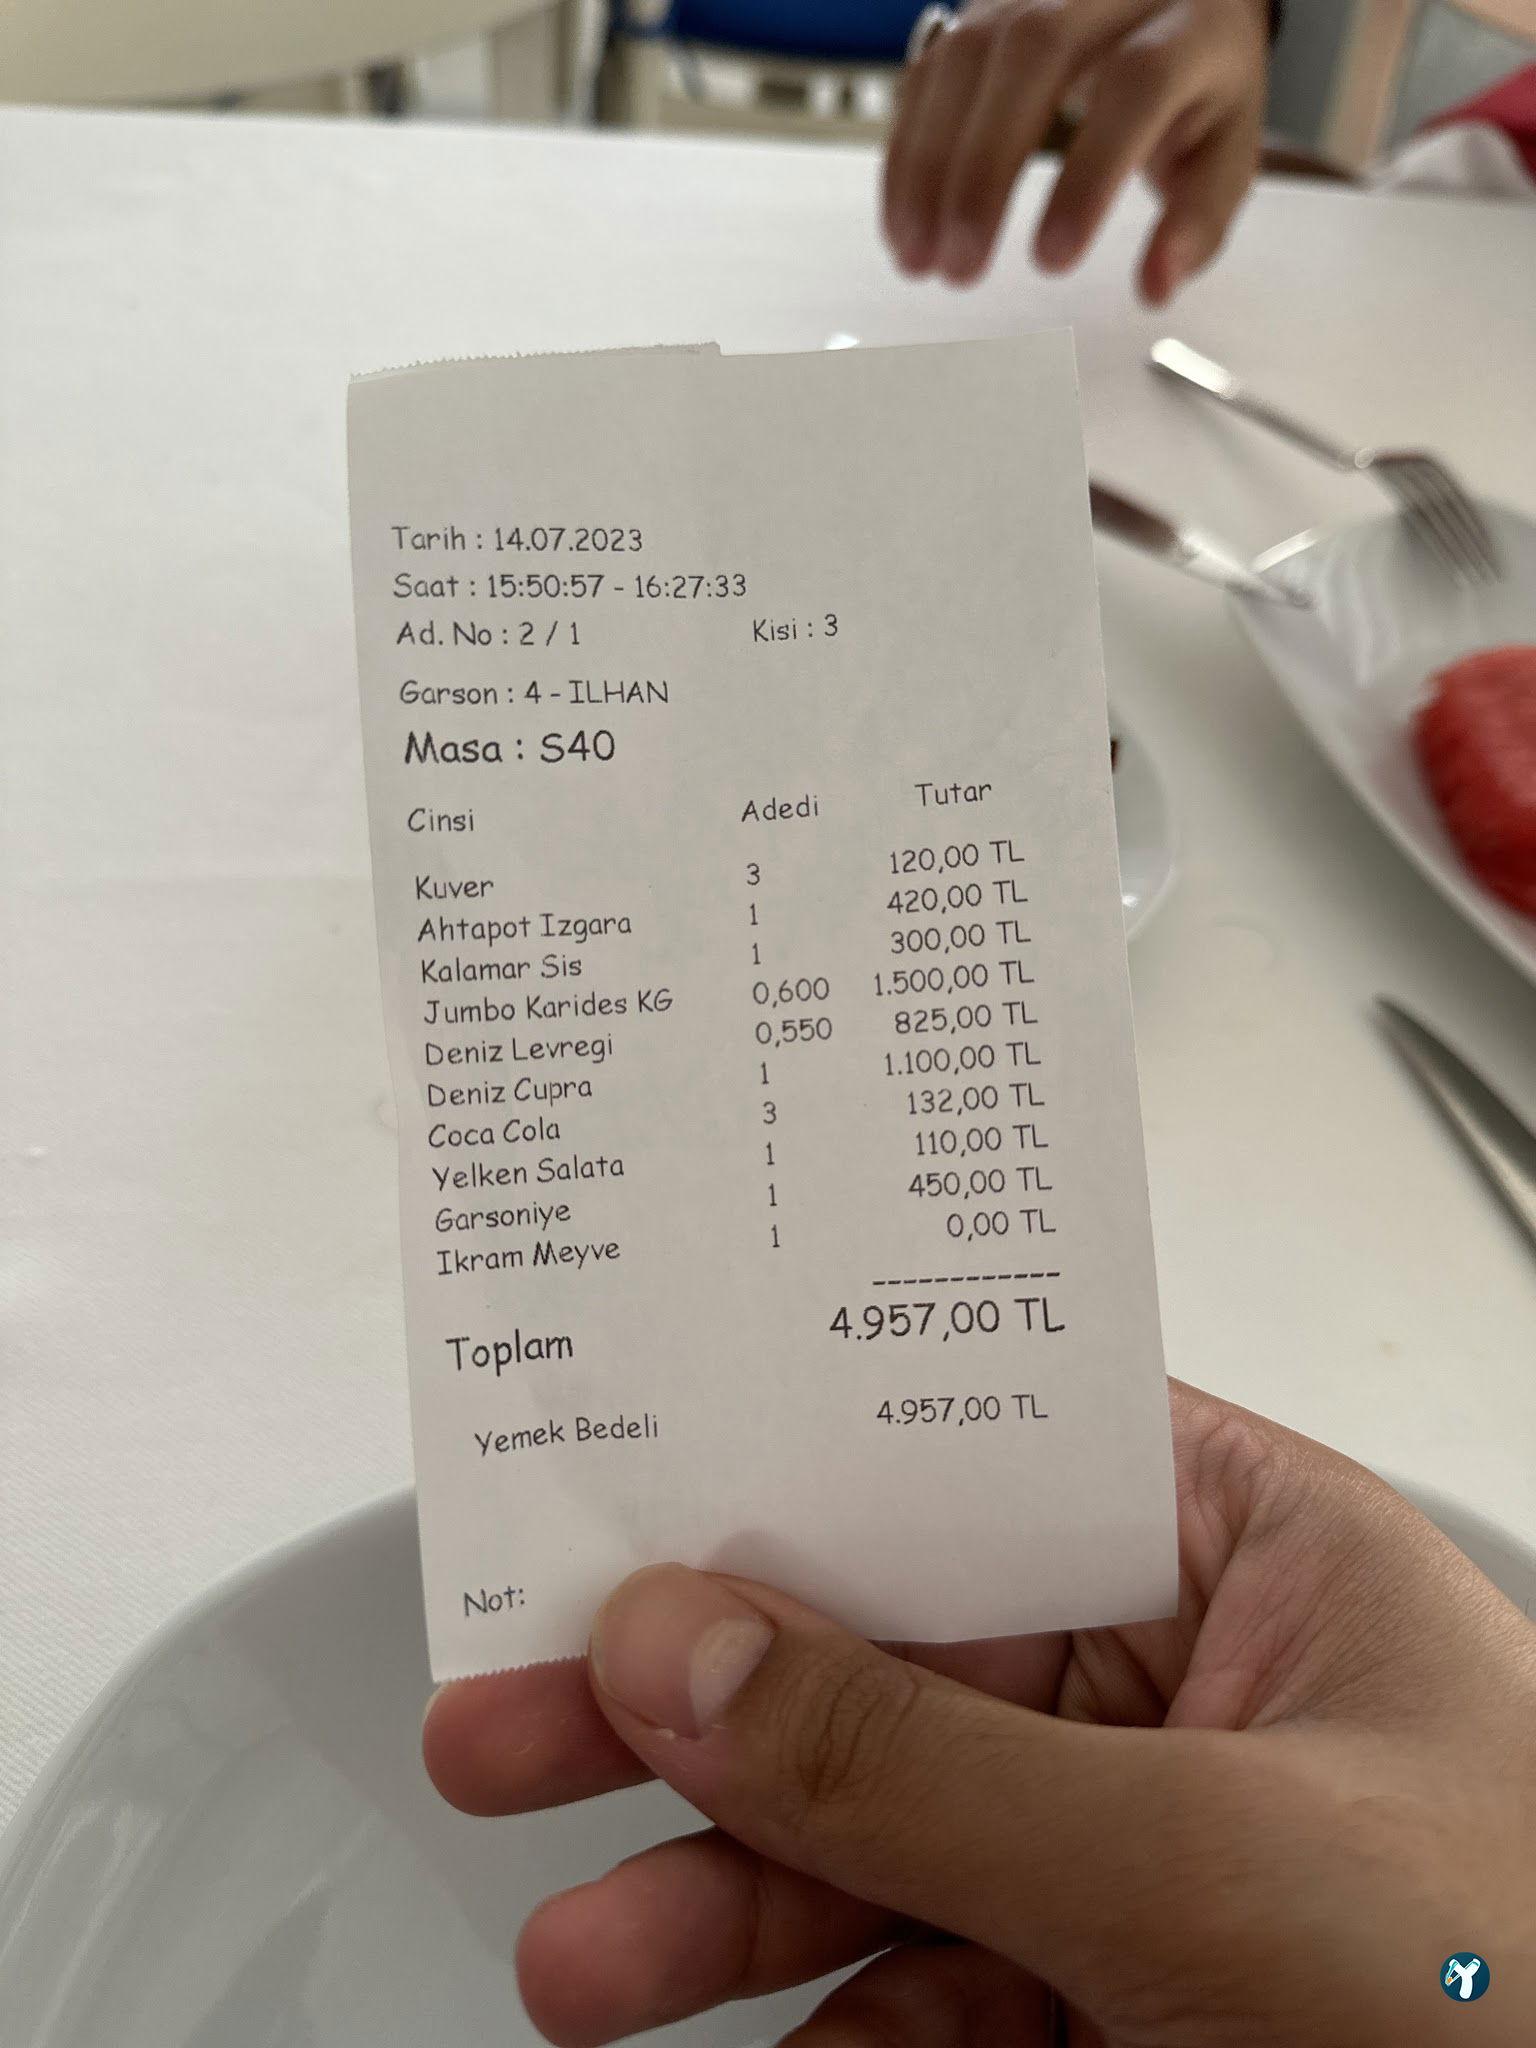 Tarih : 14.07.2023
Saat : 15:50:57 - 16:27:33
Ad. No : 2 / 1 Kisi : 3
Garson : 4 - ILHAN
Masa : S40
Cinsi Adedi Tutar
Kuver 3 120,00 TL
Ahtapot Izgara 1 420,00 TL
Kalamar Sis 1 300,00 TL
Jumbo Karides KG 0,600 1.500,00 TL
Deniz Levregi 0,550 825,00 TL
Deniz Cupra 1 1.100,00 TL
Coca Cola 3 132,00 TL
Yelken Salata 1 110,00 TL
Garsoniye 1 450,00 TL
Ikram Meyve 1 0,00 TL
------------
Toplam 4.957,00 TL
Yemek Bedeli 4.957,00 TL
Not: